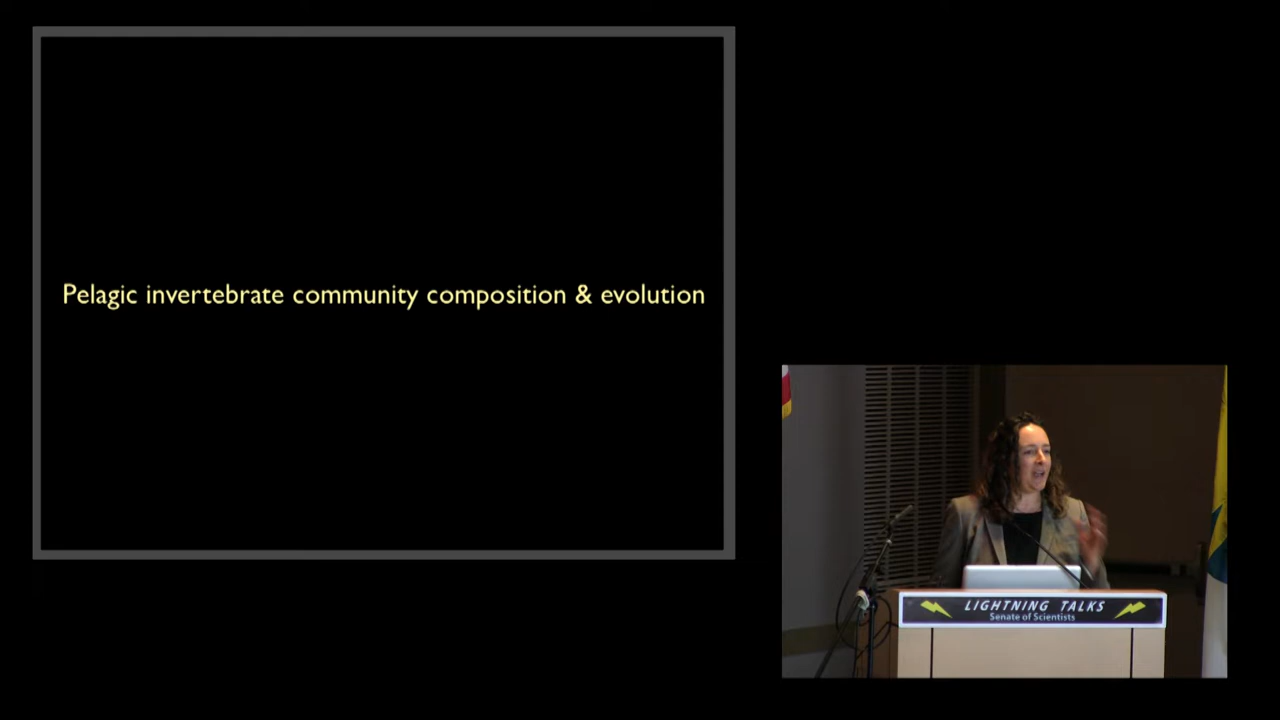 Pelagic invertebrate community composition & evolution
LIGHTNING TALKS
Senate of Scientists